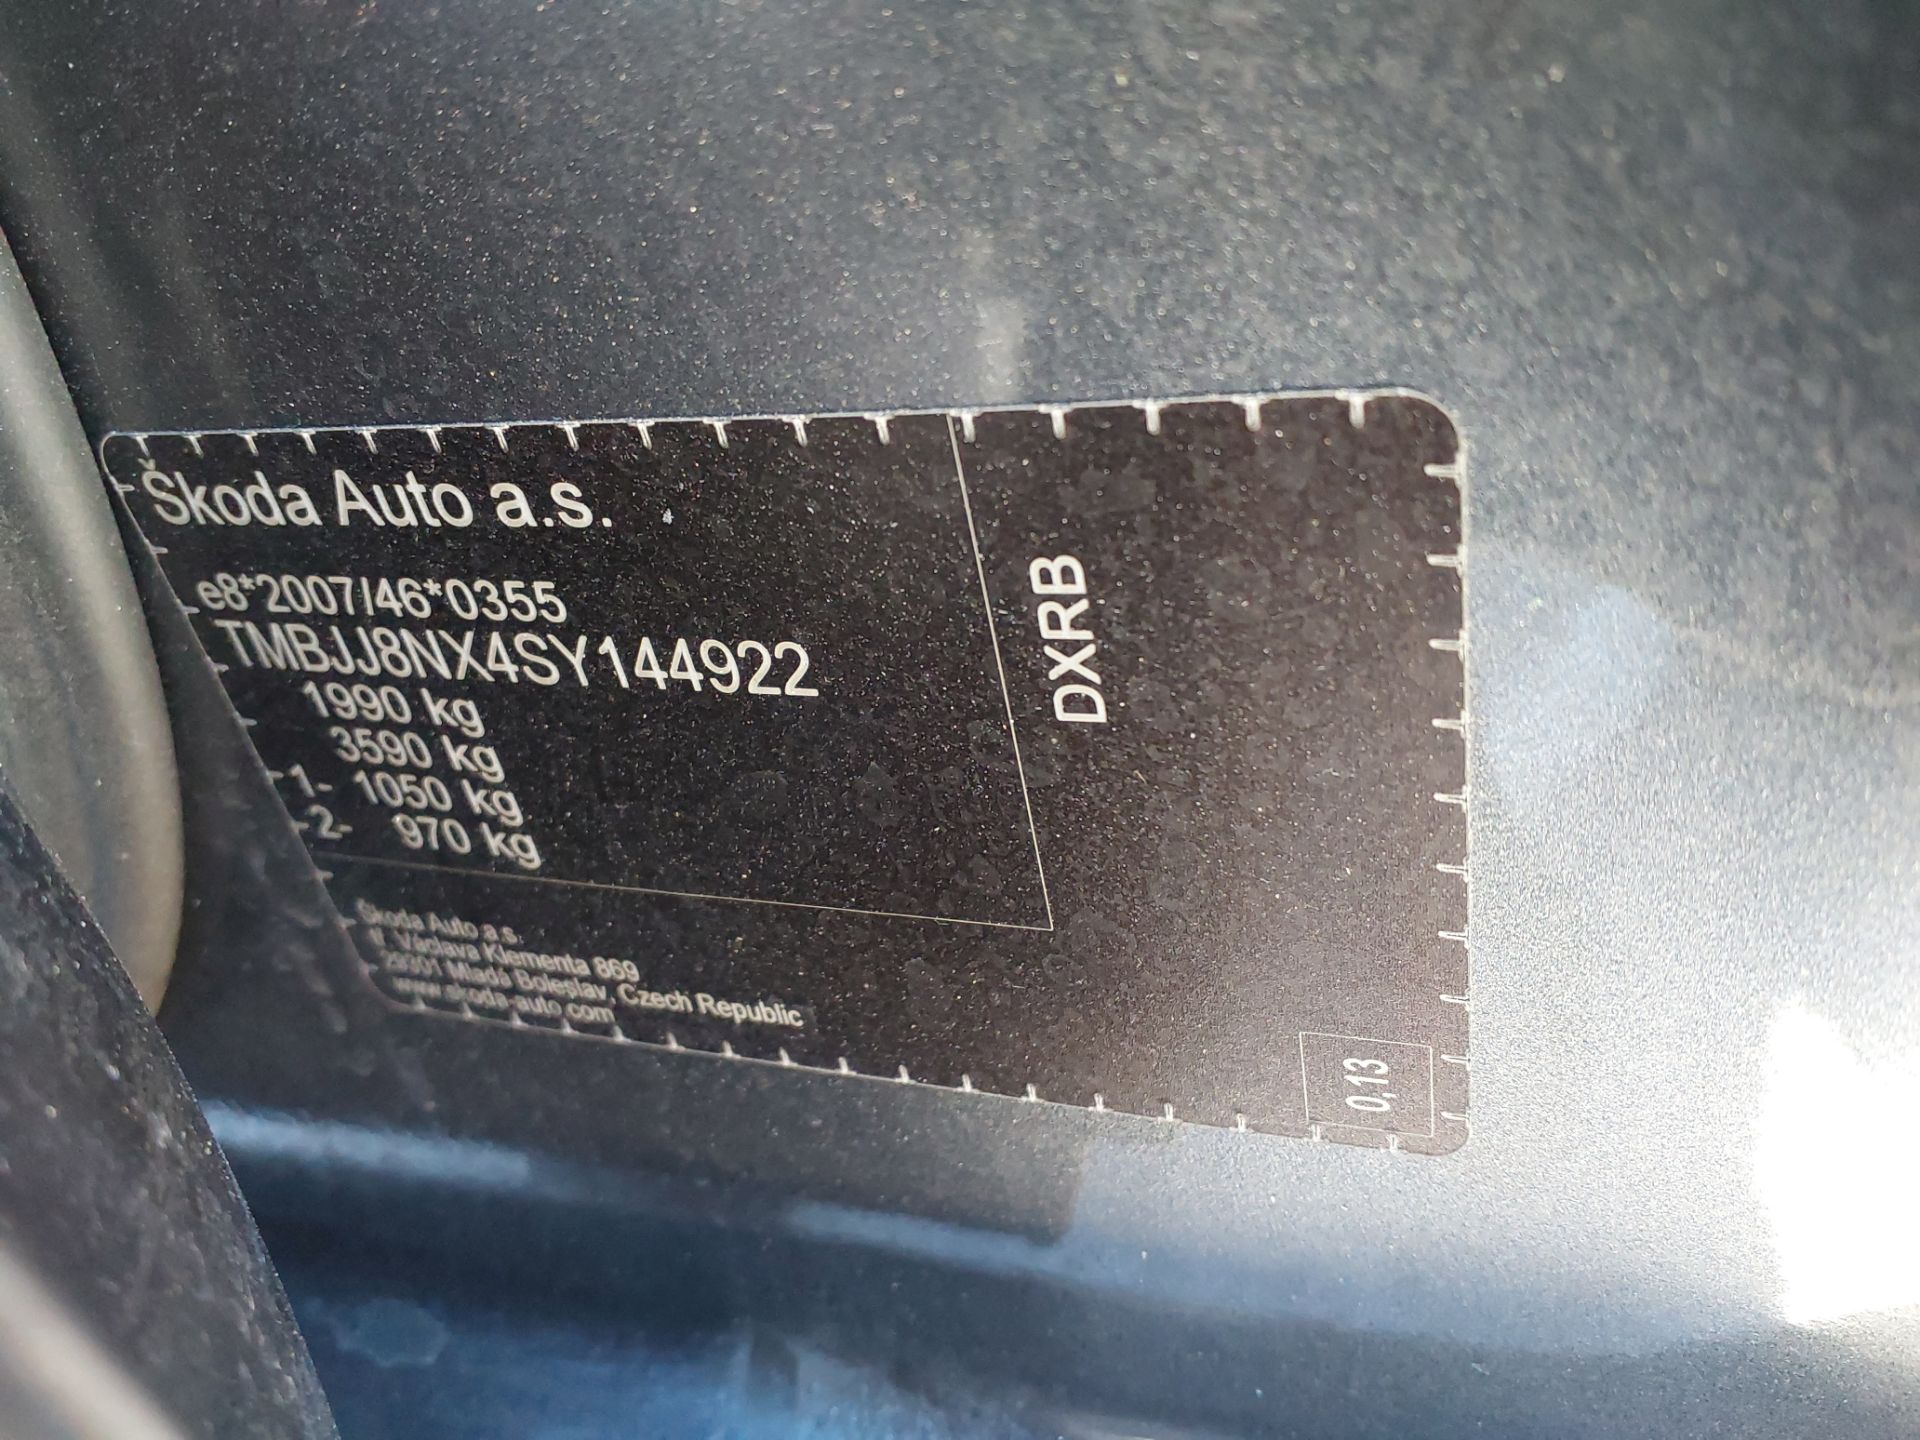 Škoda Auto a.s.
e8*2007/46*0355
TMBJJ8NX4SY144922
1990 kg
3590 kg
1- 1050 kg
2- 970 kg
DXRB
Škoda Auto a.s.
tř. Václava Klementa 869
29301 Mladá Boleslav, Czech Republic
www.skoda-auto.com
0,13